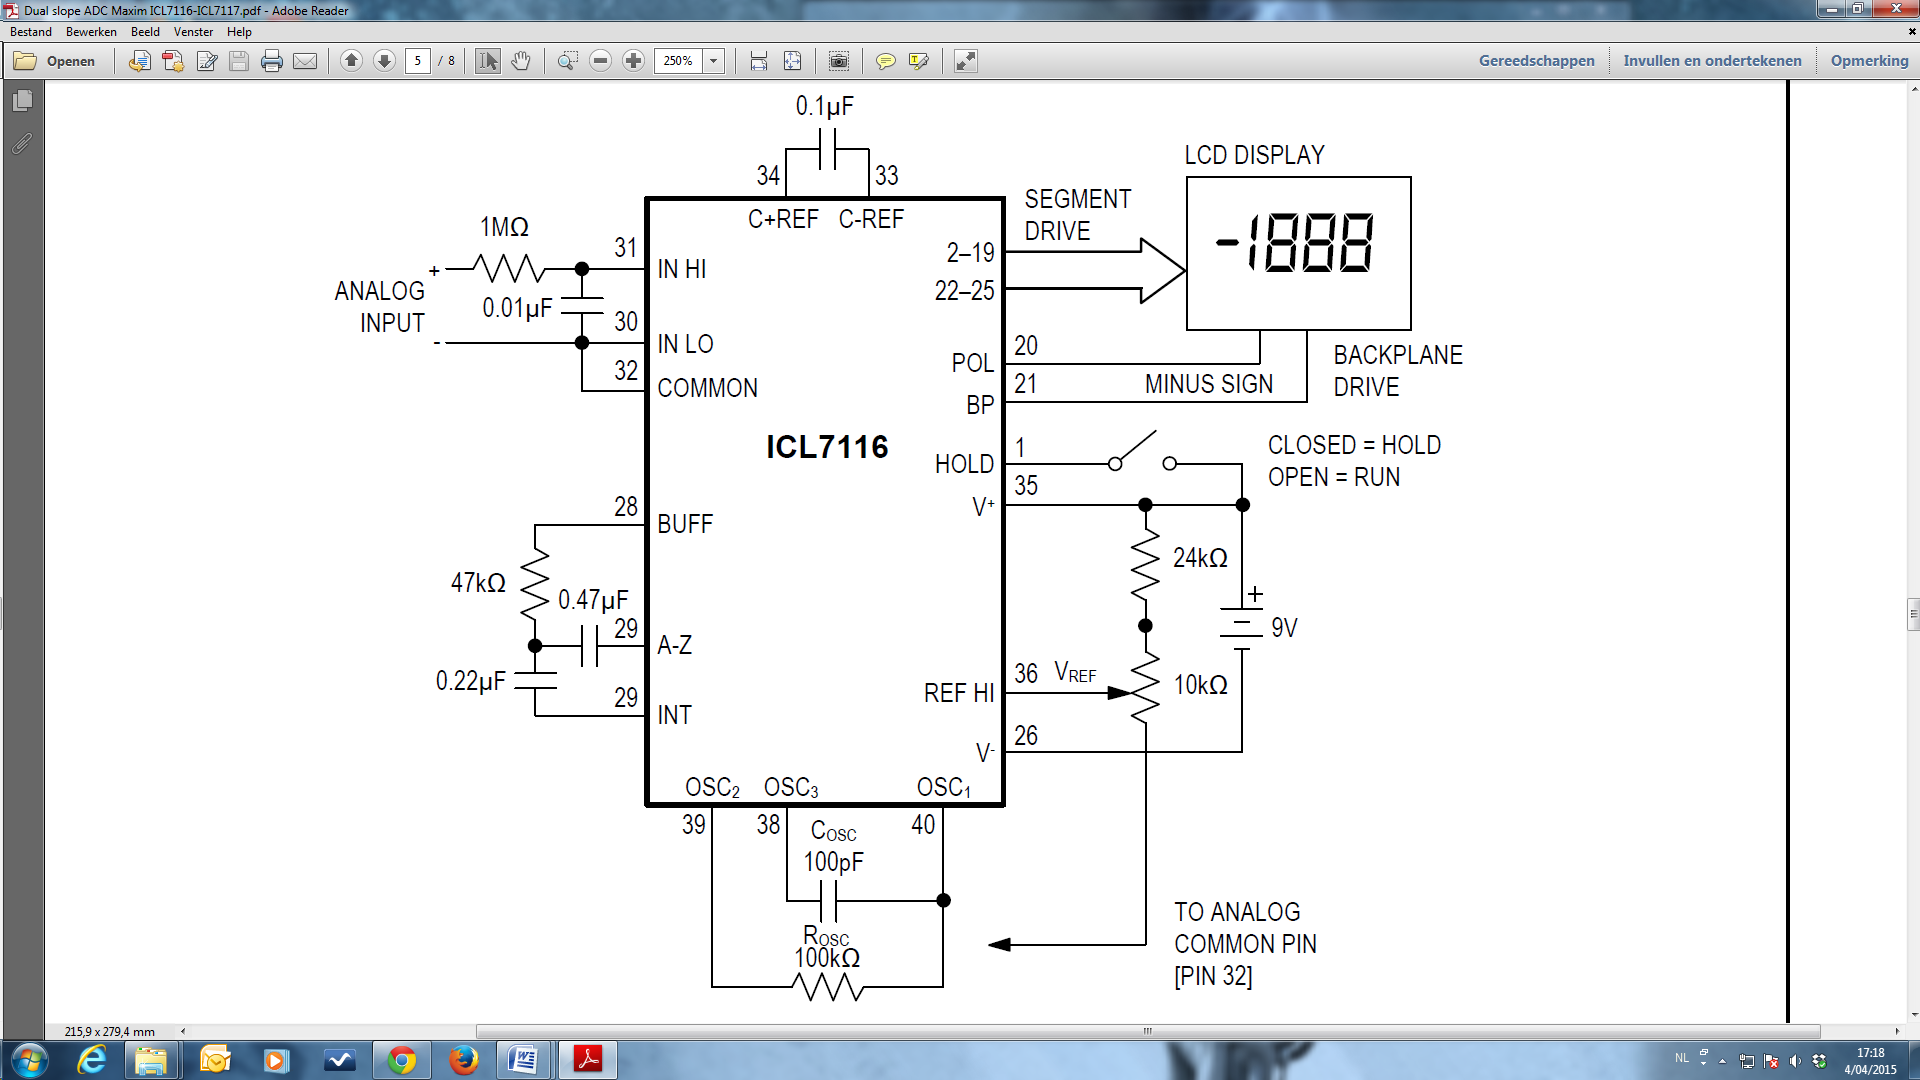 Dual slope ADC Maxim ICL7116-ICL7117.pdf - Adobe Reader
Bestand Bewerken Beeld Venster Help
Openen 5 / 8 250% Gereedschappen Invullen en ondertekenen Opmerking
0.1µF
34 33
C+REF C-REF
LCD DISPLAY
-1888
SEGMENT
DRIVE
2–19
22–25
1MΩ
31
IN HI
+
ANALOG
INPUT
-
0.01µF
30
IN LO
32
COMMON
POL
20
MINUS SIGN
BP
21
BACKPLANE
DRIVE
ICL7116
HOLD
1
CLOSED = HOLD
OPEN = RUN
35
V+
28
BUFF
47kΩ
0.47µF
29
A-Z
0.22µF
29
INT
24kΩ
+
9V
36
VREF
REF HI
10kΩ
26
V-
OSC2 OSC3 OSC1
39 38 40
COSC
100pF
ROSC
100kΩ
TO ANALOG
COMMON PIN
[PIN 32]
215,9 x 279,4 mm
NL
17:18
4/04/2015